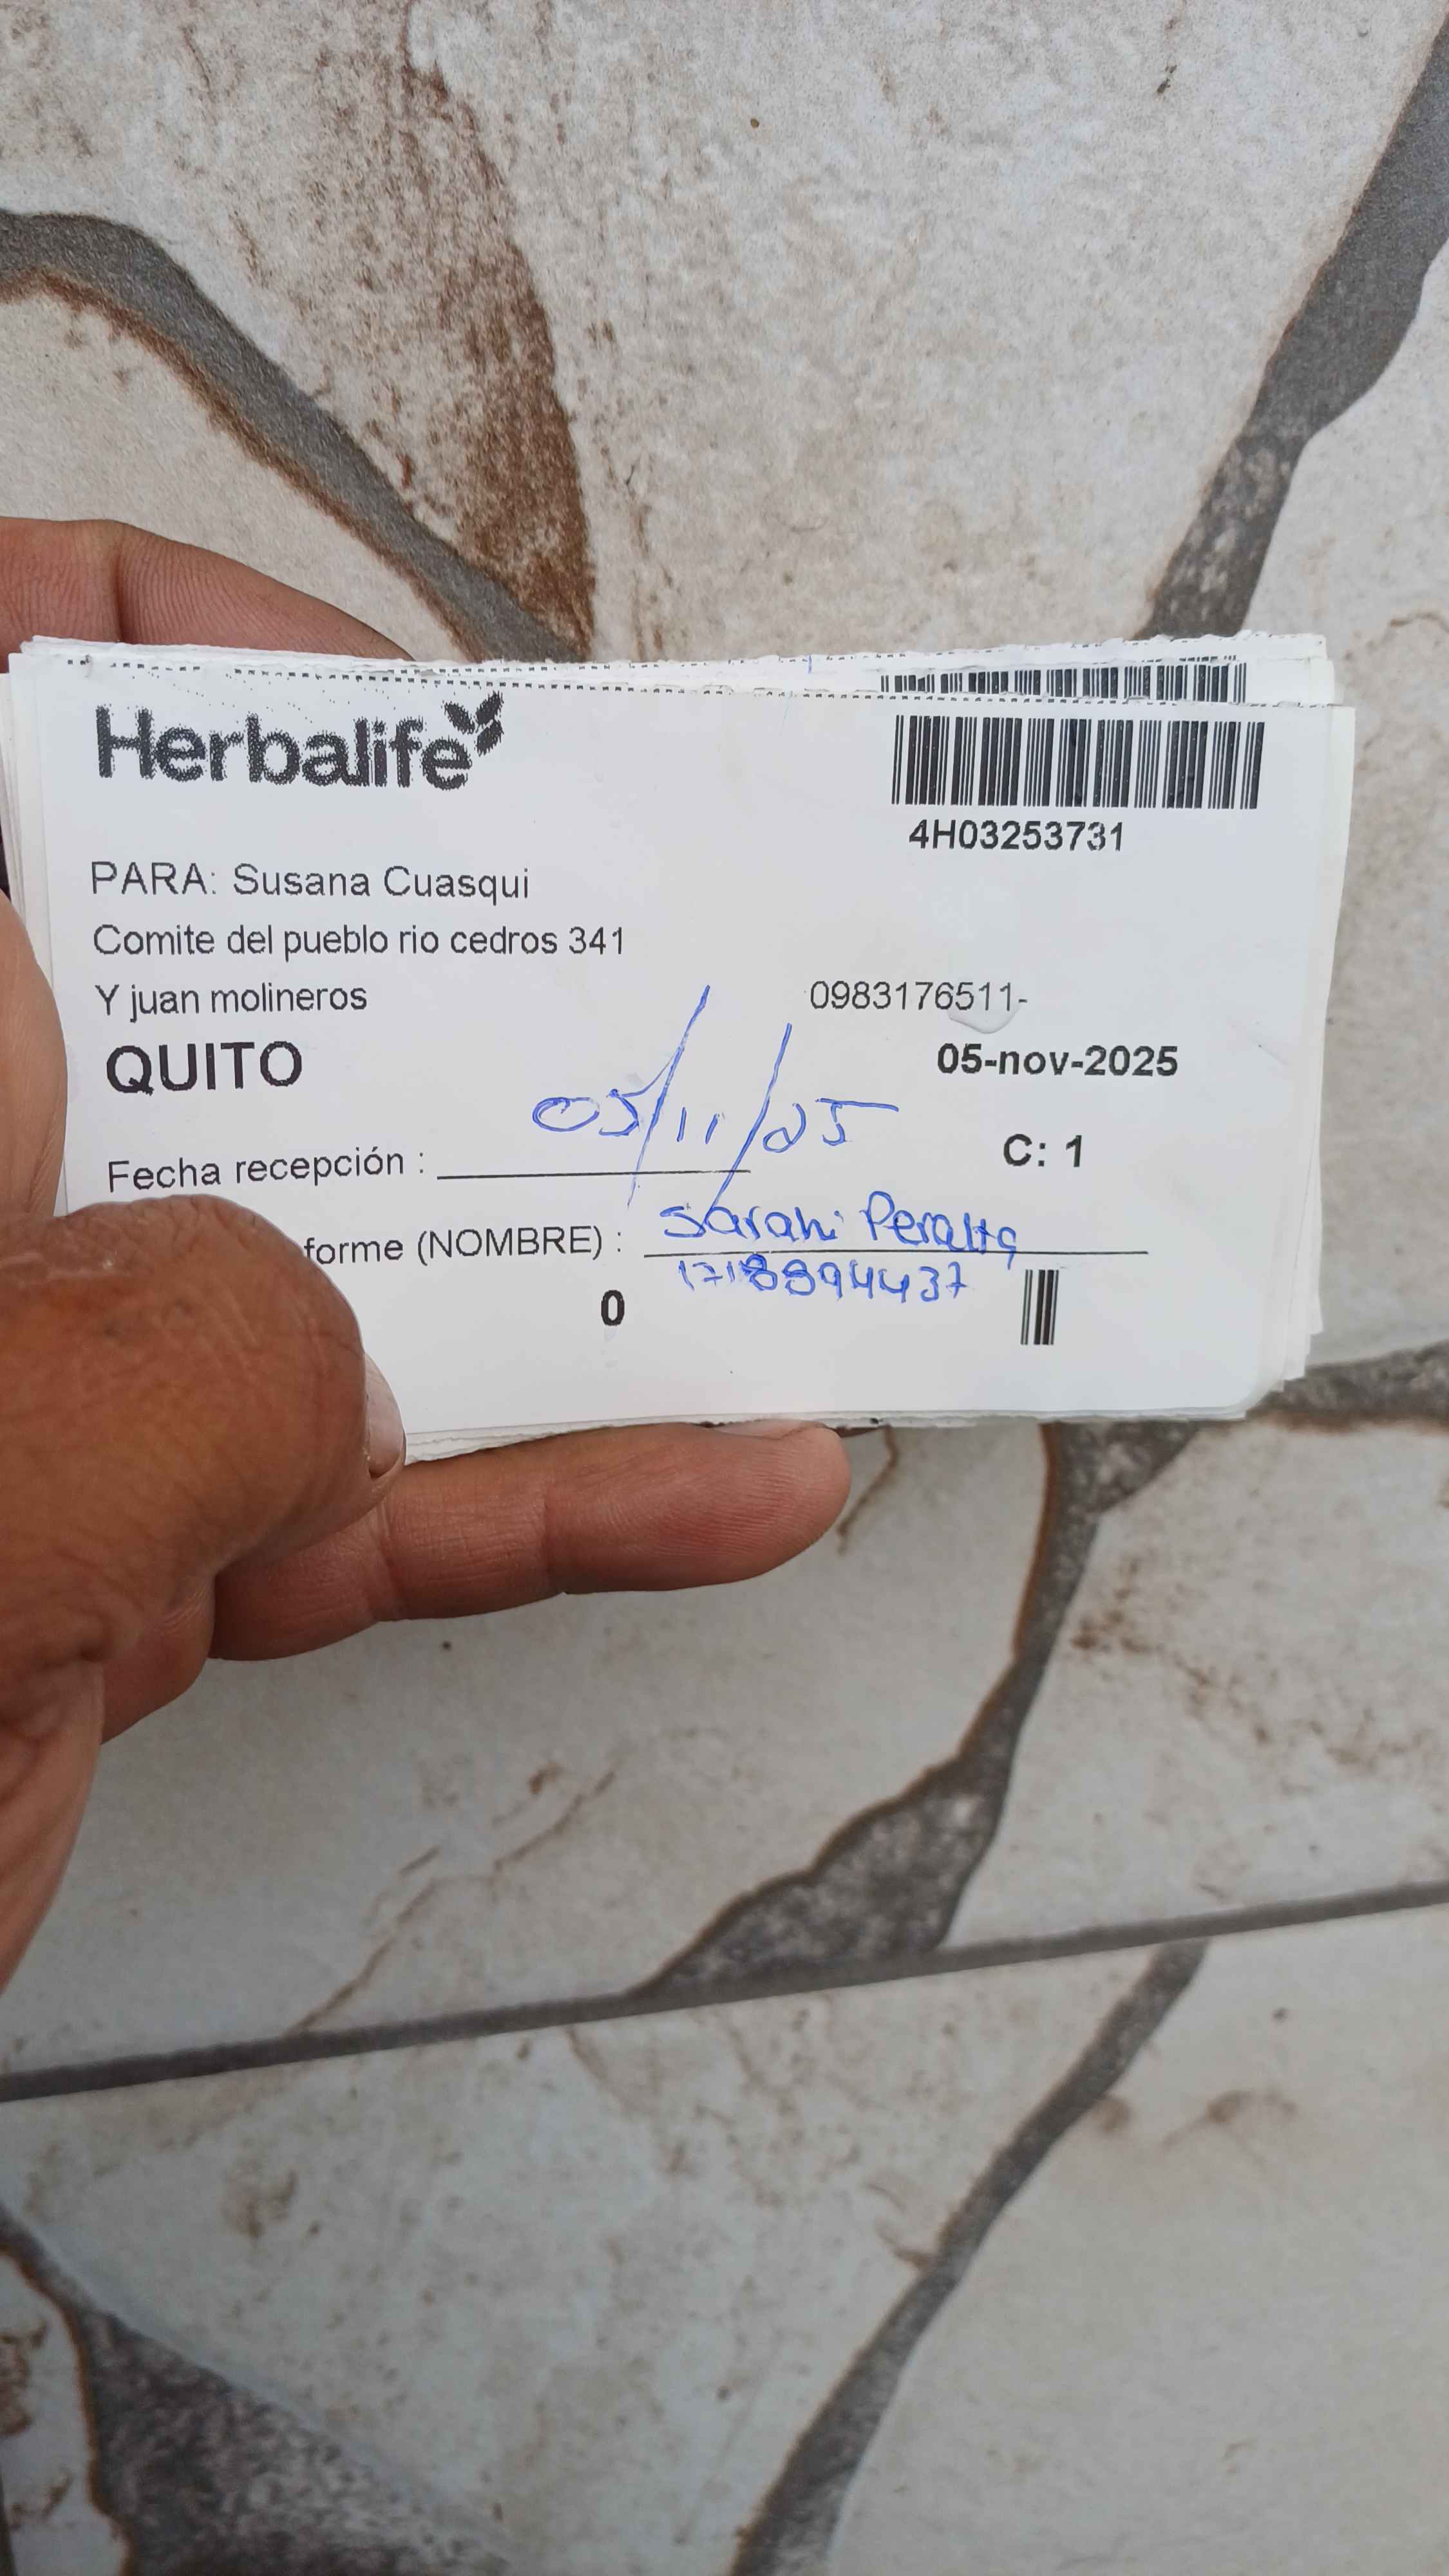 Herbalife
4H03253731
PARA: Susana Cuasqui
Comite del pueblo rio cedros 341
Y juan molineros 0983176511-
QUITO 05-nov-2025
05/11/25
Fecha recepción : C: 1
forme (NOMBRE) : Sarahi Peralta
0